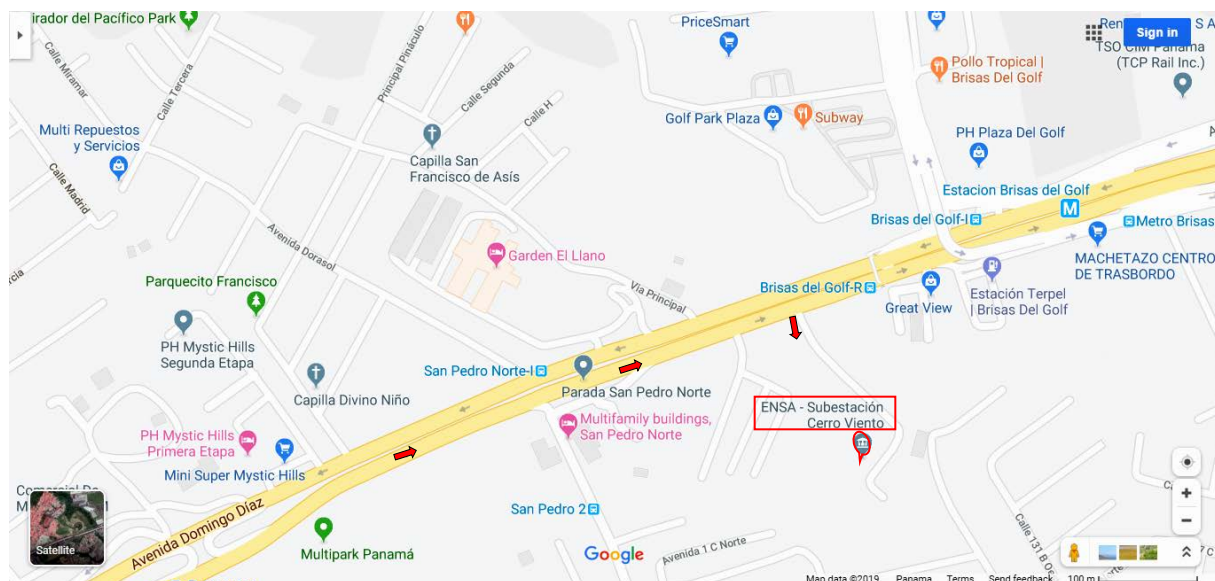 irador del Pacífico Park
PriceSmart
Ren
S A
Sign in
TSO CIM Panama
(TCP Rail Inc.)
Calle Miramar
Calle Tercera
Principal Pináculo
Calle Segunda
Calle H
Pollo Tropical |
Brisas Del Golf
Golf Park Plaza
Subway
PH Plaza Del Golf
Multi Repuestos
y Servicios
Capilla San
Francisco de Asís
Calle Madrid
Estacion Brisas del Golf
M
Brisas del Golf-I
Metro Brisas
Avenida Dorasol
Garden El Llano
MACHETAZO CENTRO
DE TRASBORDO
Parquecito Francisco
Via Principal
Brisas del Golf-R
Great View
Estación Terpel
| Brisas Del Golf
PH Mystic Hills
Segunda Etapa
San Pedro Norte-I
Parada San Pedro Norte
Capilla Divino Niño
ENSA - Subestación
Cerro Viento
Multifamily buildings,
San Pedro Norte
PH Mystic Hills
Primera Etapa
Mini Super Mystic Hills
Avenida Domingo Díaz
San Pedro 2
Multipark Panamá
Satellite
Google
Avenida 1 C Norte
Calle 131 B Oe
Map data ©2019 Panama Terms Send feedback 100 m